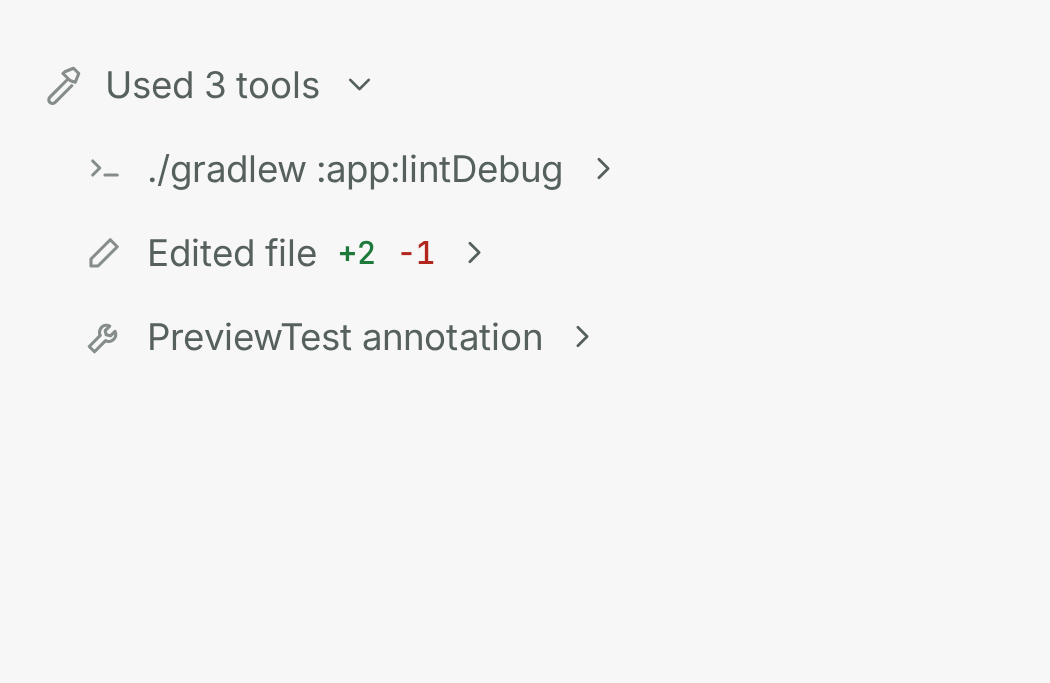 Used 3 tools
./gradlew :app:lintDebug
Edited file +2 -1
PreviewTest annotation